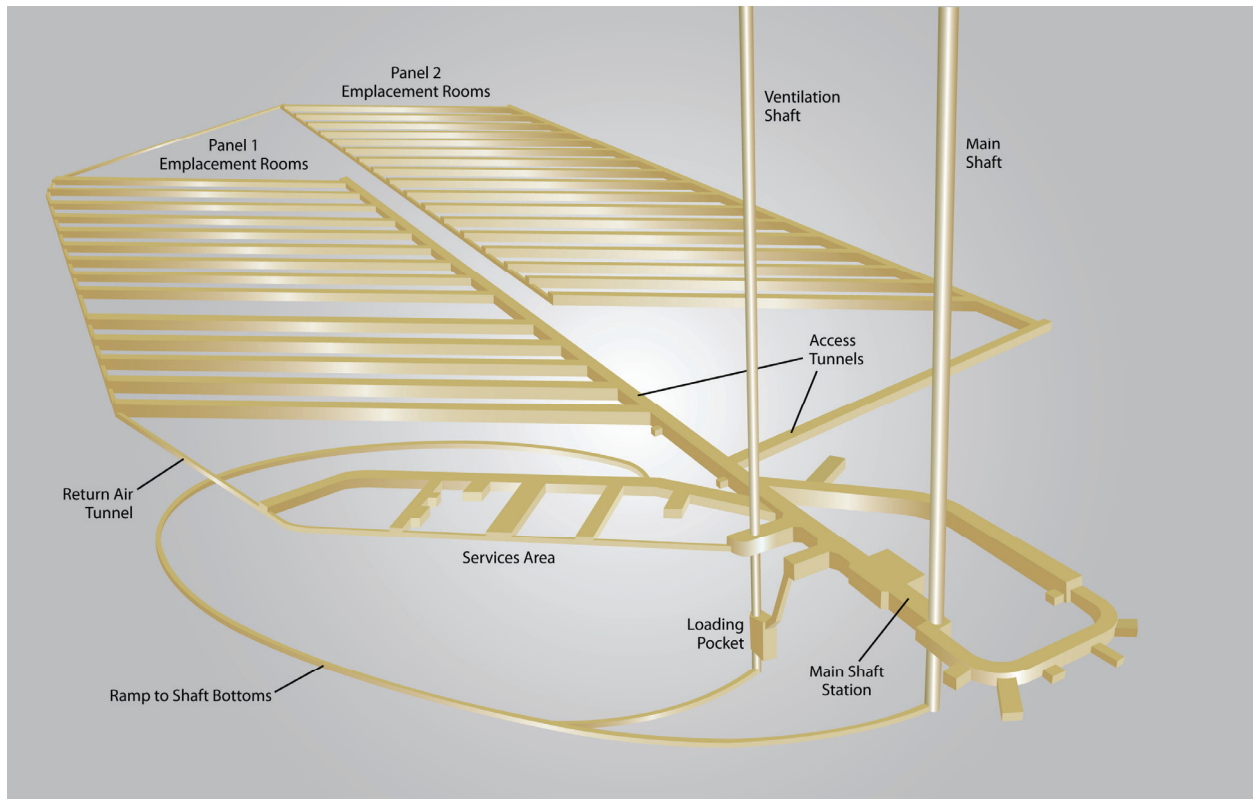 Panel 2
Emplacement Rooms
Panel 1
Emplacement Rooms
Ventilation
Shaft
Main
Shaft
Access
Tunnels
Return Air
Tunnel
Services Area
Loading
Pocket
Main Shaft
Station
Ramp to Shaft Bottoms